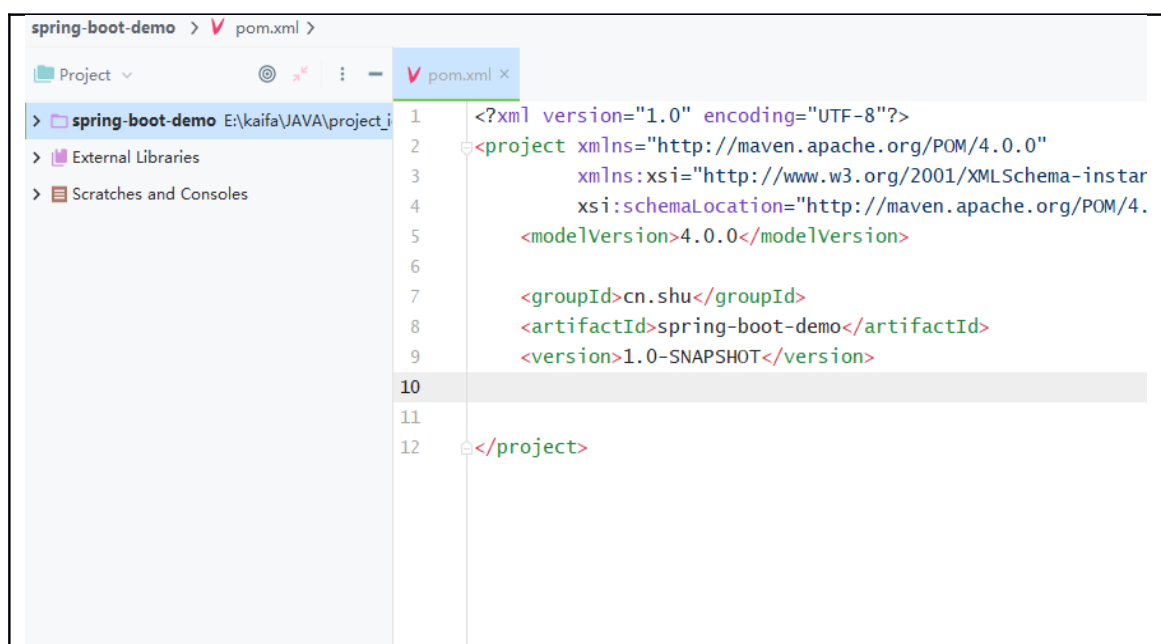 spring-boot-demo > pom.xml >
Project
pom.xml ×
spring-boot-demo E:\kaifa\JAVA\project_i
External Libraries
Scratches and Consoles
1 <?xml version="1.0" encoding="UTF-8"?>
2 <project xmlns="http://maven.apache.org/POM/4.0.0"
3 xmlns:xsi="http://www.w3.org/2001/XMLSchema-instan
4 xsi:schemaLocation="http://maven.apache.org/POM/4.
5 <modelVersion>4.0.0</modelVersion>
6
7 <groupId>cn.shu</groupId>
8 <artifactId>spring-boot-demo</artifactId>
9 <version>1.0-SNAPSHOT</version>
10
11
12 </project>